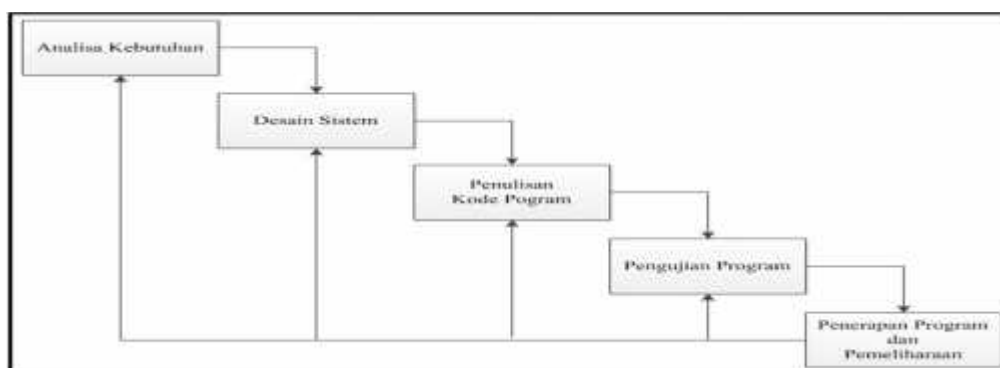 Analisa Kebutuhan
Desain Sistem
Penulisan
Kode Pogram
Pengujian Program
Penerapan Program
dan
Pemeliharaan